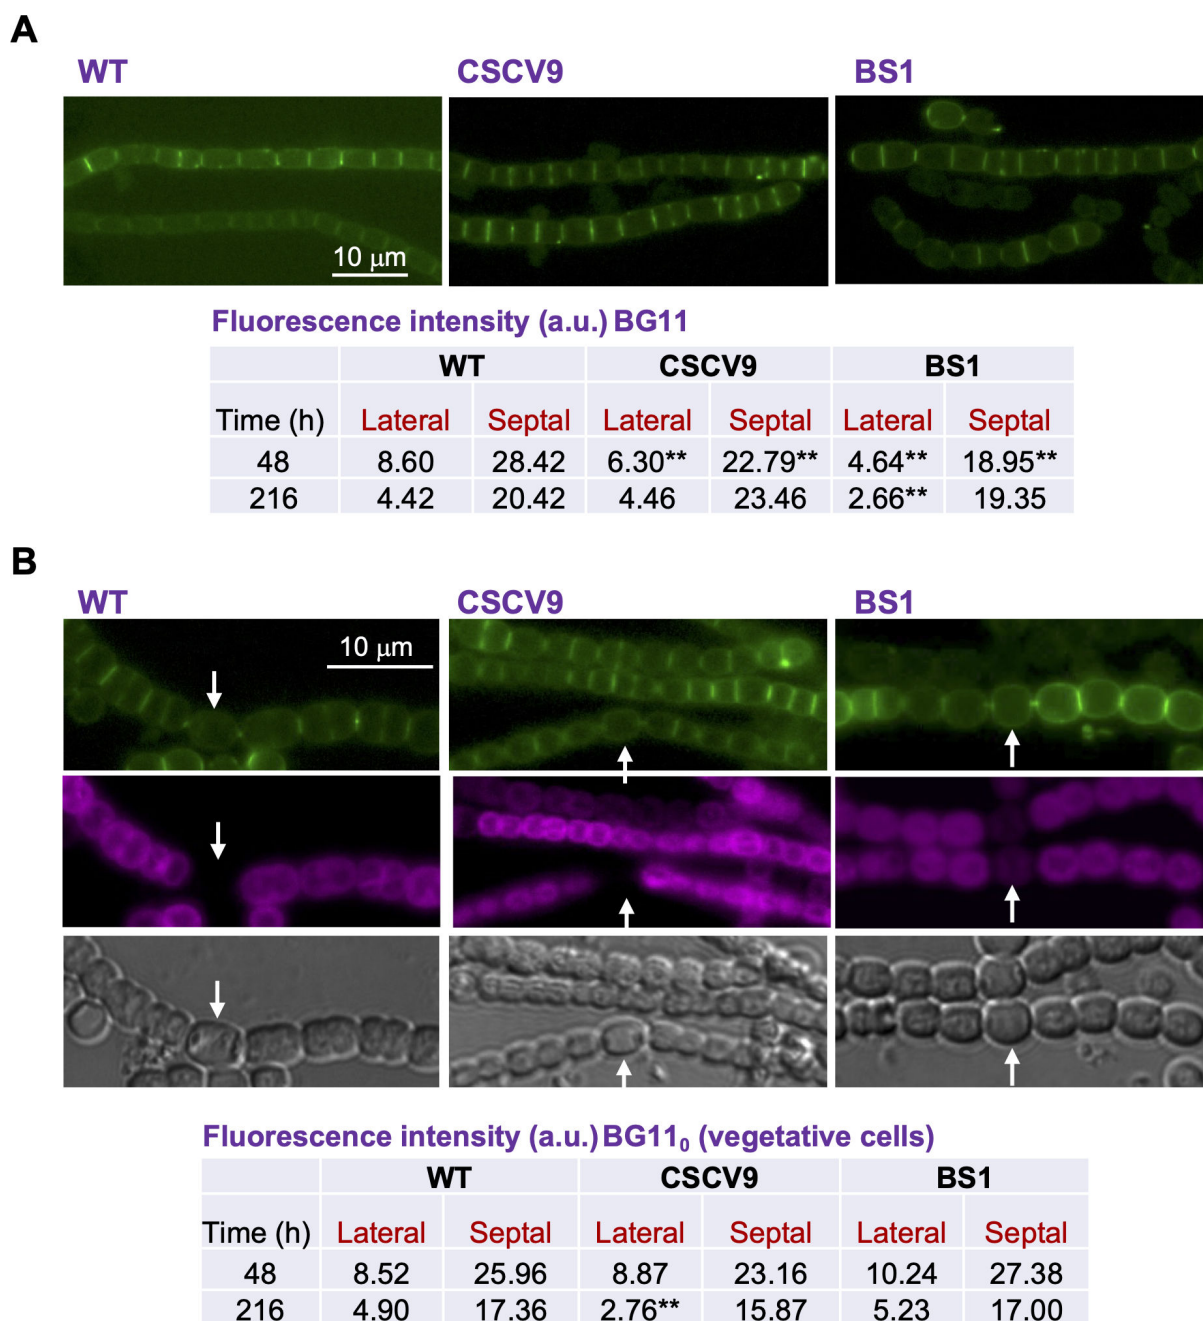 A
WT CSCV9 BS1
10 μm
Fluorescence intensity (a.u.) BG11
WT CSCV9 BS1
Time (h) Lateral Septal Lateral Septal Lateral Septal
48 8.60 28.42 6.30** 22.79** 4.64** 18.95**
216 4.42 20.42 4.46 23.46 2.66** 19.35
B
WT CSCV9 BS1
10 μm
Fluorescence intensity (a.u.) BG11₀ (vegetative cells)
WT CSCV9 BS1
Time (h) Lateral Septal Lateral Septal Lateral Septal
48 8.52 25.96 8.87 23.16 10.24 27.38
216 4.90 17.36 2.76** 15.87 5.23 17.00